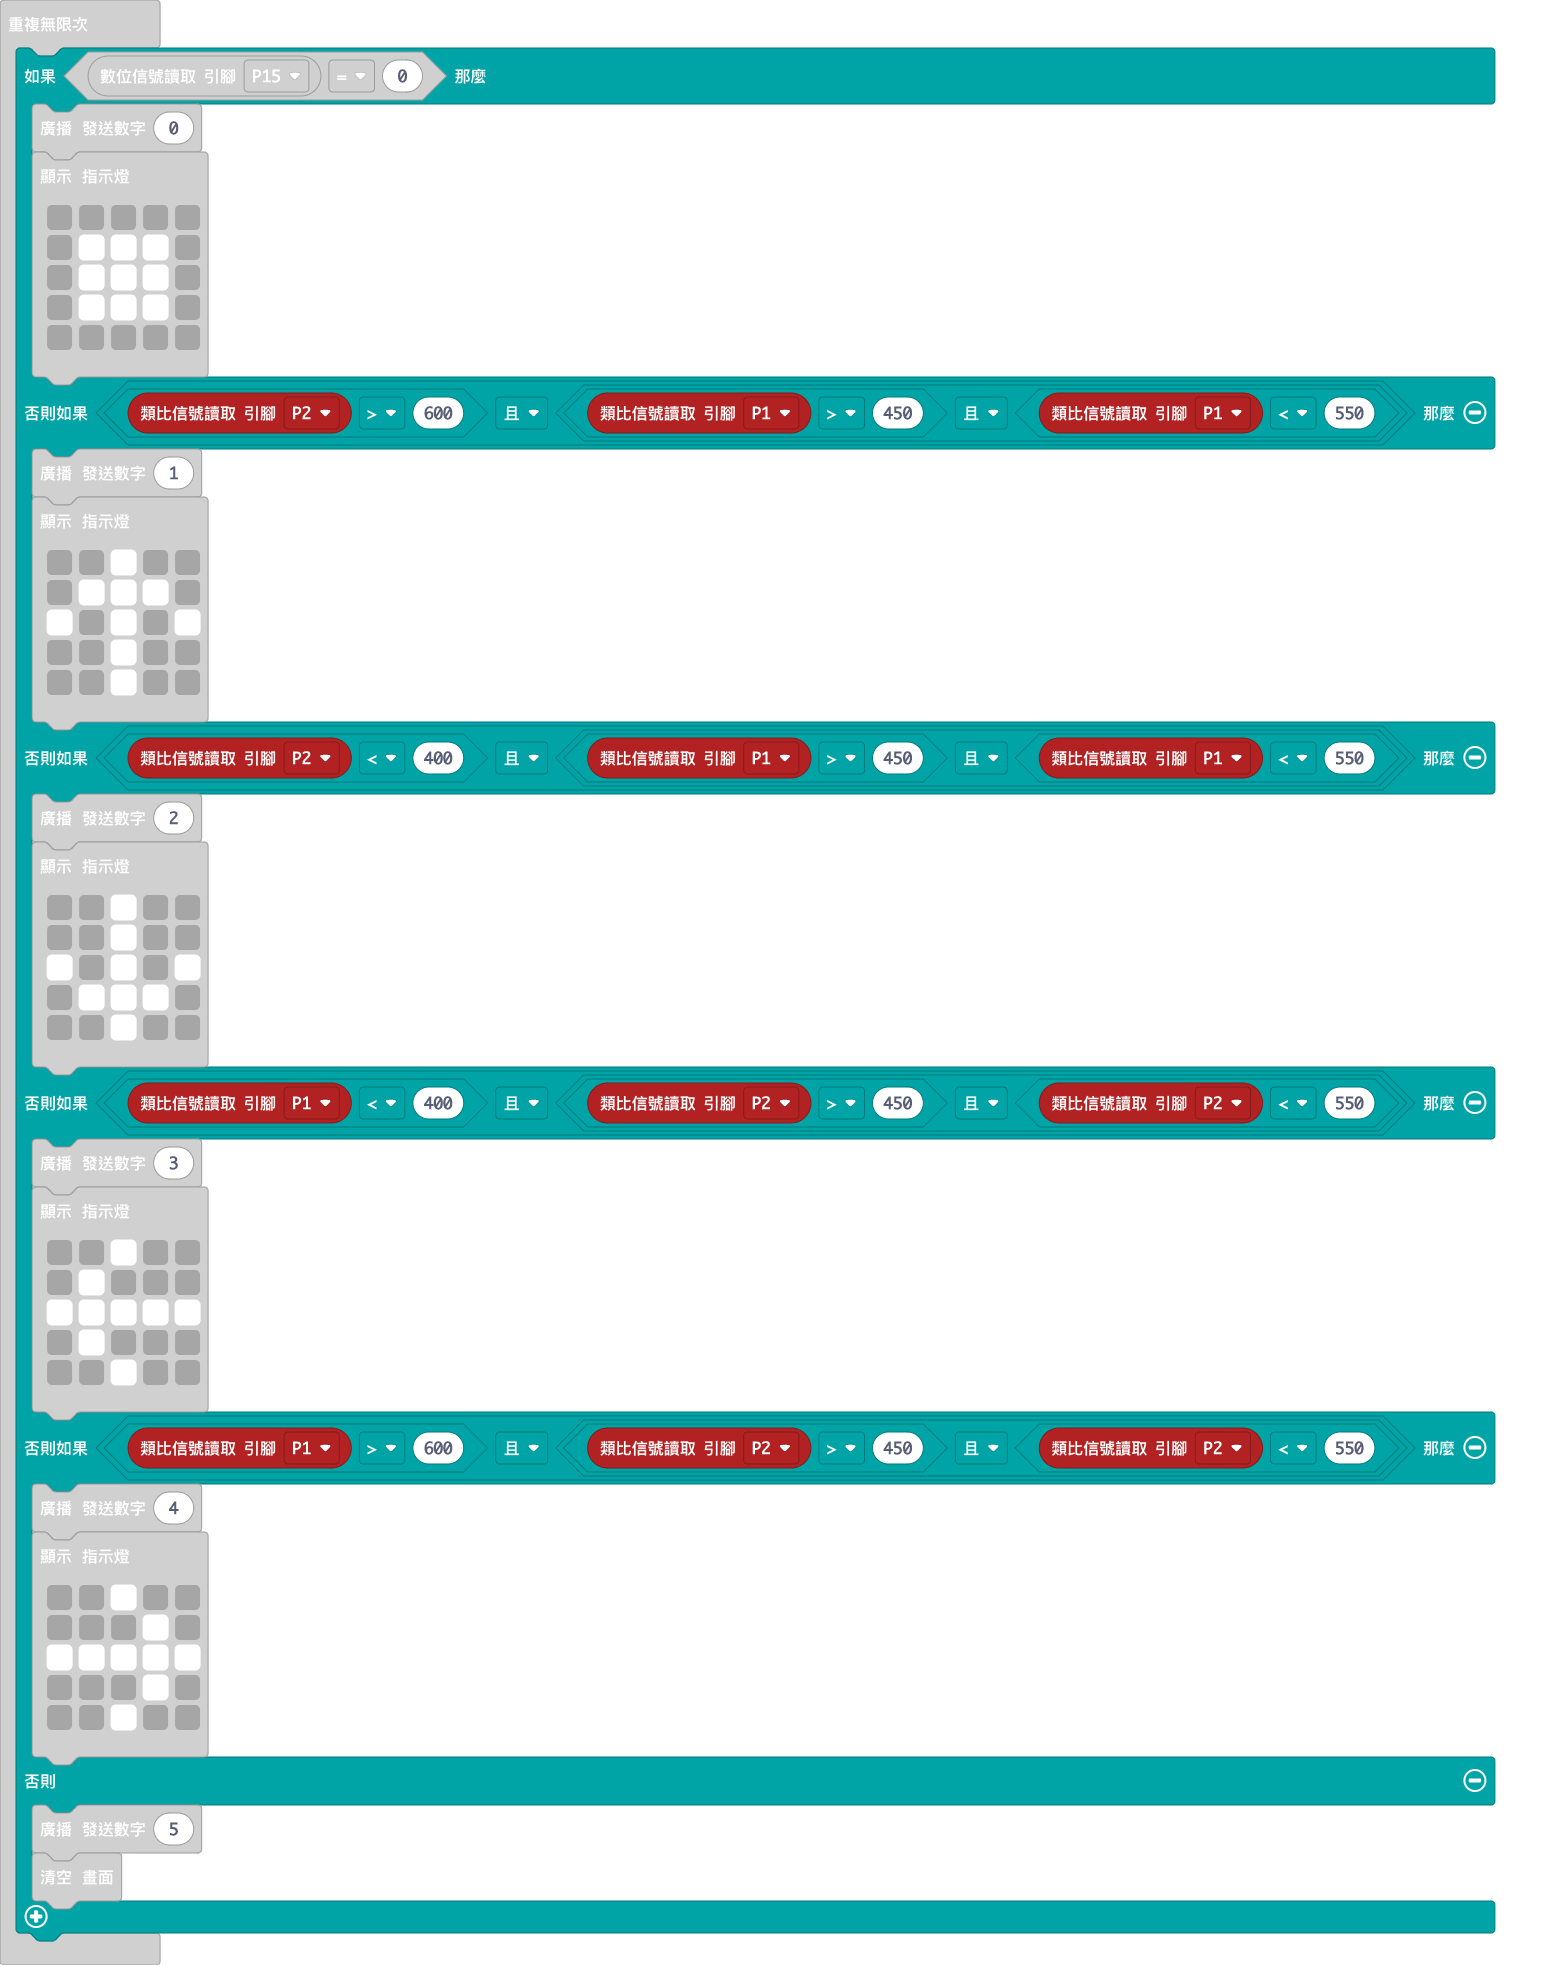 重複無限次
如果 數位信號讀取 引腳 P15 = 0 那麼
廣播 發送數字 0
顯示 指示燈
否則如果 類比信號讀取 引腳 P2 > 600 且 類比信號讀取 引腳 P1 > 450 且 類比信號讀取 引腳 P1 < 550 那麼
廣播 發送數字 1
顯示 指示燈
否則如果 類比信號讀取 引腳 P2 < 400 且 類比信號讀取 引腳 P1 > 450 且 類比信號讀取 引腳 P1 < 550 那麼
廣播 發送數字 2
顯示 指示燈
否則如果 類比信號讀取 引腳 P1 < 400 且 類比信號讀取 引腳 P2 > 450 且 類比信號讀取 引腳 P2 < 550 那麼
廣播 發送數字 3
顯示 指示燈
否則如果 類比信號讀取 引腳 P1 > 600 且 類比信號讀取 引腳 P2 > 450 且 類比信號讀取 引腳 P2 < 550 那麼
廣播 發送數字 4
顯示 指示燈
否則
廣播 發送數字 5
清空 畫面